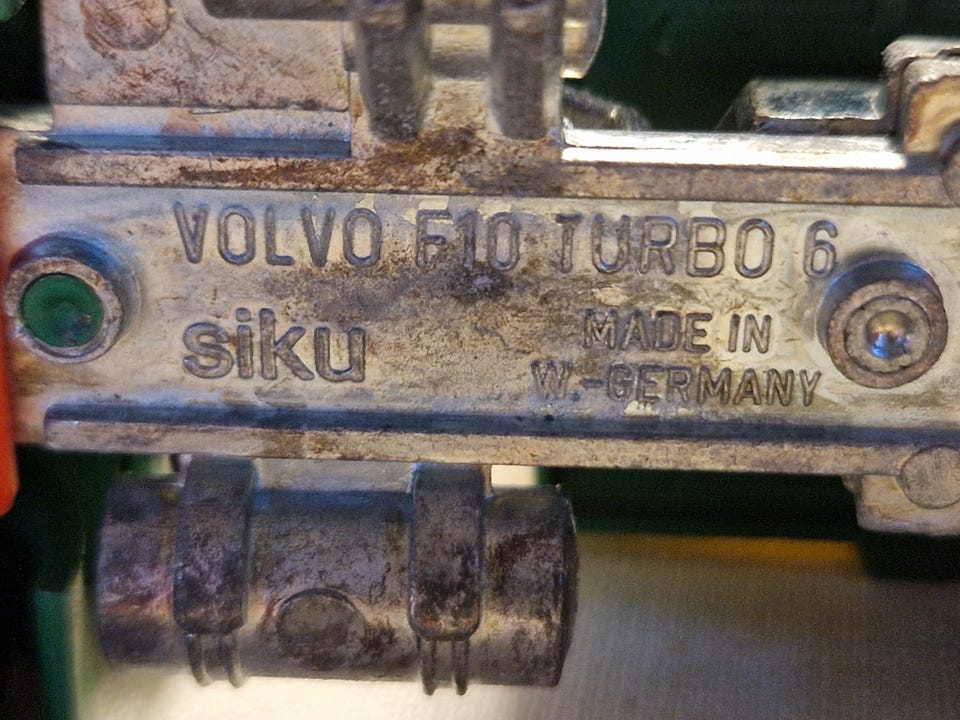 VOLVO F10 TURBO 6
siku
MADE IN
W.-GERMANY